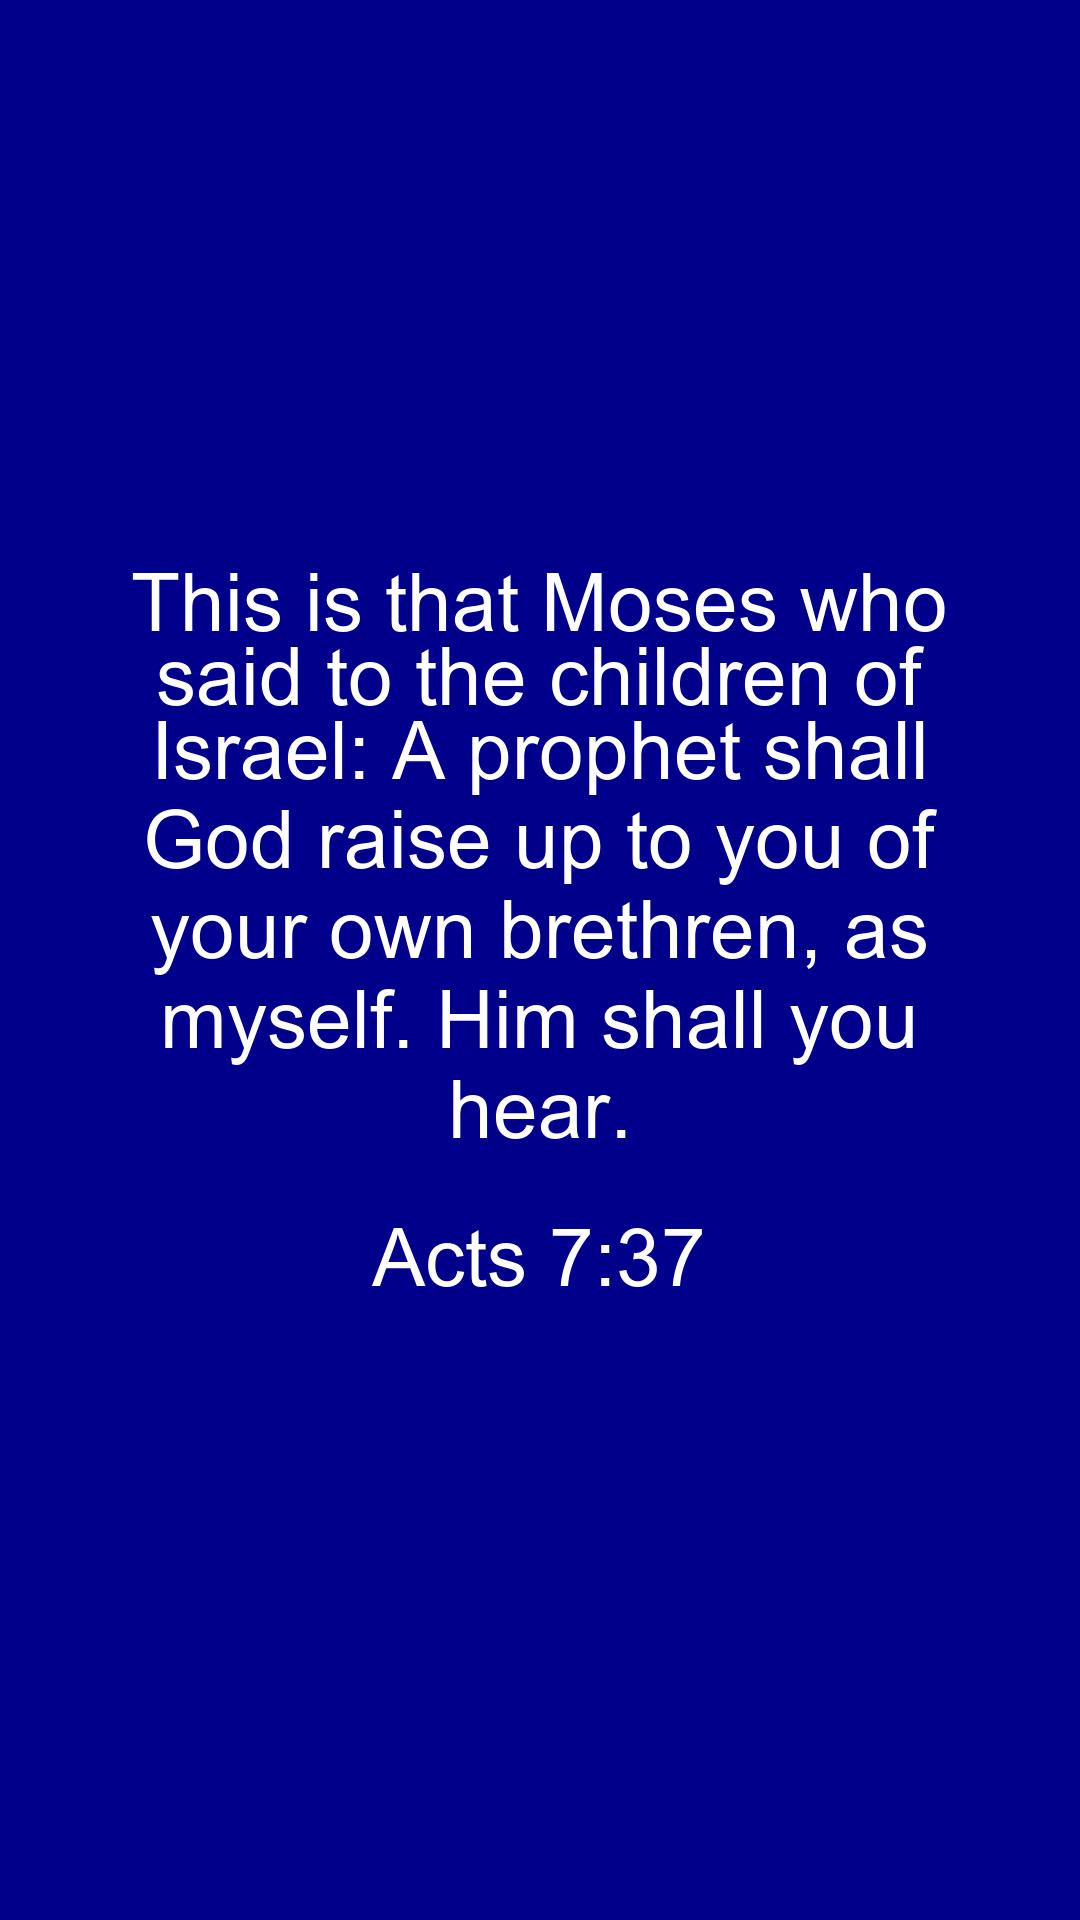 This is that Moses who
said to the children of
Israel: A prophet shall
God raise up to you of
your own brethren, as
myself. Him shall you
hear.
Acts 7:37